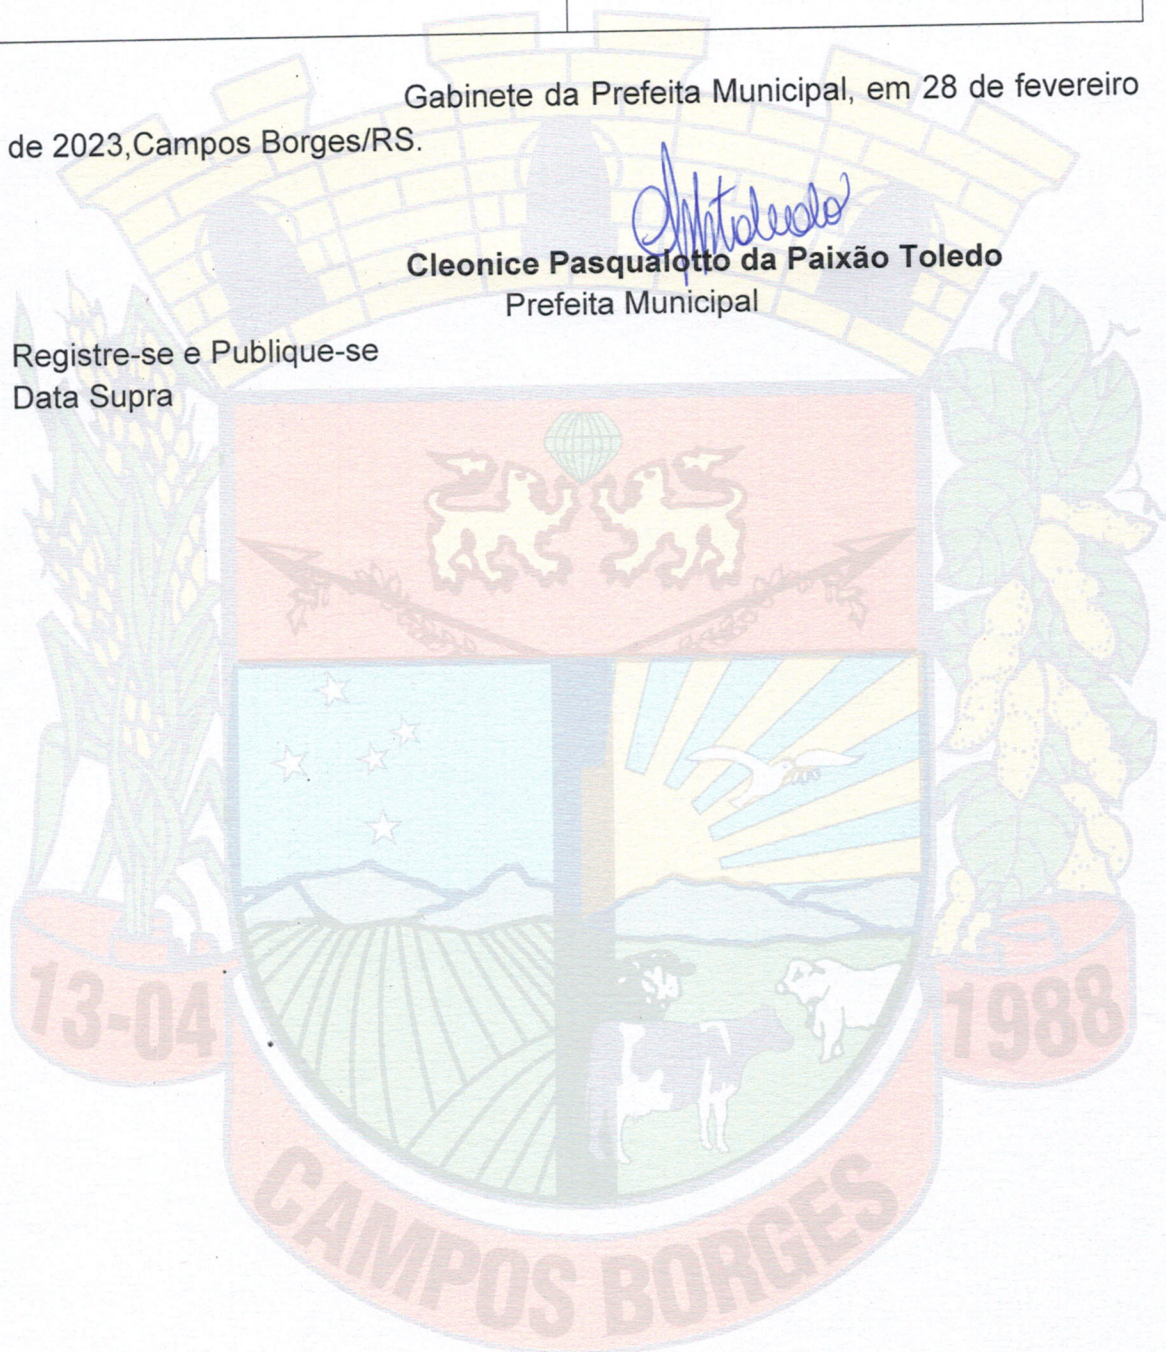 Gabinete da Prefeita Municipal, em 28 de fevereiro
de 2023,Campos Borges/RS.
Cleonice Pasqualotto da Paixão Toledo
Prefeita Municipal
Registre-se e Publique-se
Data Supra
13-04
1988
CAMPOS BORGES